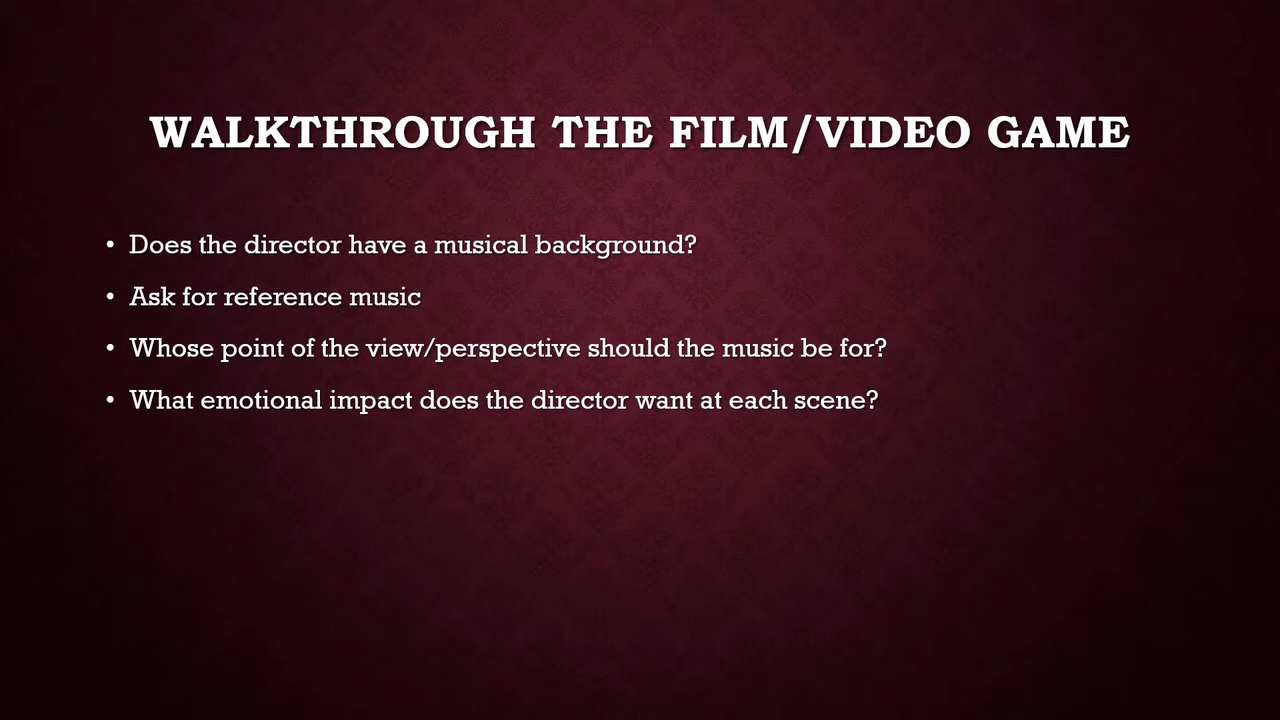 WALKTHROUGH THE FILM/VIDEO GAME
• Does the director have a musical background?
• Ask for reference music
• Whose point of the view/perspective should the music be for?
• What emotional impact does the director want at each scene?